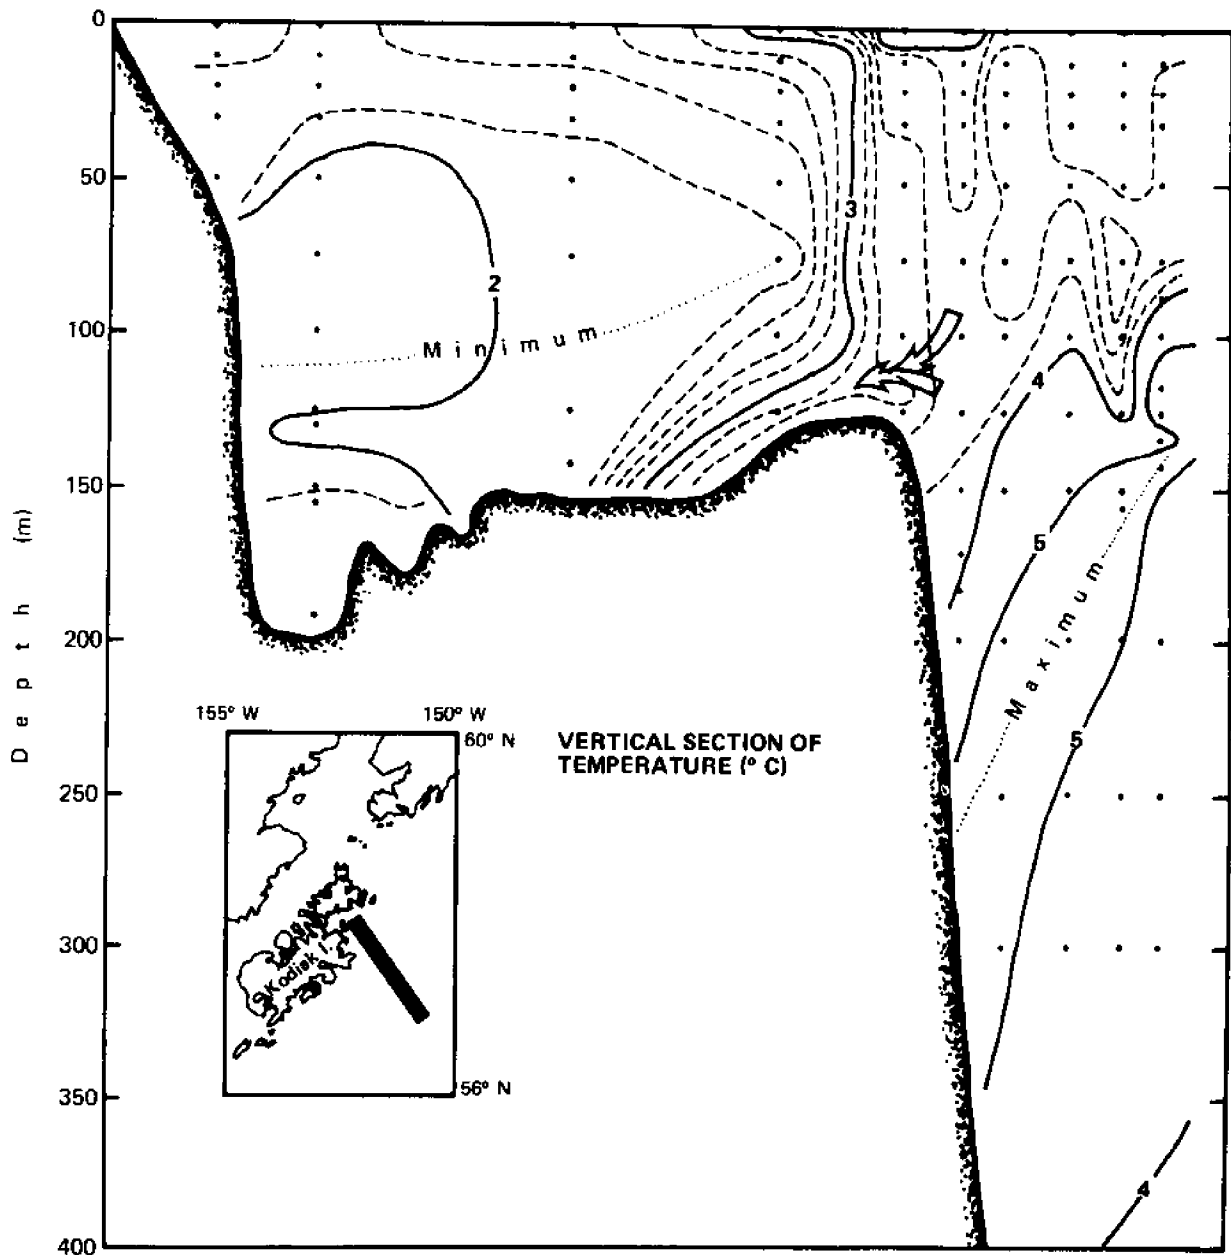 0
50
100
150
200
250
300
350
400
Depth (m)
2
Minimum
3
4
5
Maximum
5
4
155° W
150° W
60° N
VERTICAL SECTION OF
TEMPERATURE (° C)
Kodiak I.
56° N